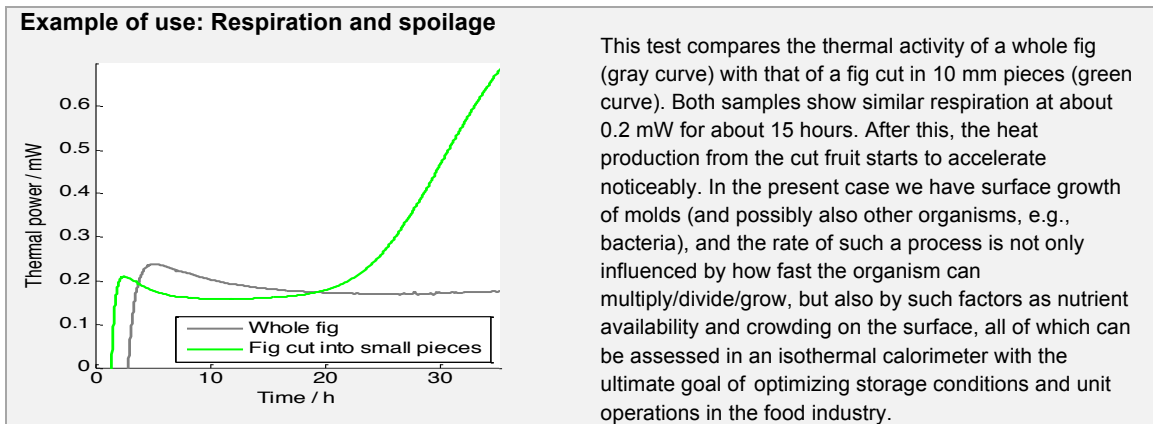 Example of use: Respiration and spoilage
0.6
0.5
0.4
0.3
0.2
0.1
0
Thermal power / mW
Whole fig
Fig cut into small pieces
0
10
20
30
Time / h
This test compares the thermal activity of a whole fig
(gray curve) with that of a fig cut in 10 mm pieces (green
curve). Both samples show similar respiration at about
0.2 mW for about 15 hours. After this, the heat
production from the cut fruit starts to accelerate
noticeably. In the present case we have surface growth
of molds (and possibly also other organisms, e.g.,
bacteria), and the rate of such a process is not only
influenced by how fast the organism can
multiply/divide/grow, but also by such factors as nutrient
availability and crowding on the surface, all of which can
be assessed in an isothermal calorimeter with the
ultimate goal of optimizing storage conditions and unit
operations in the food industry.